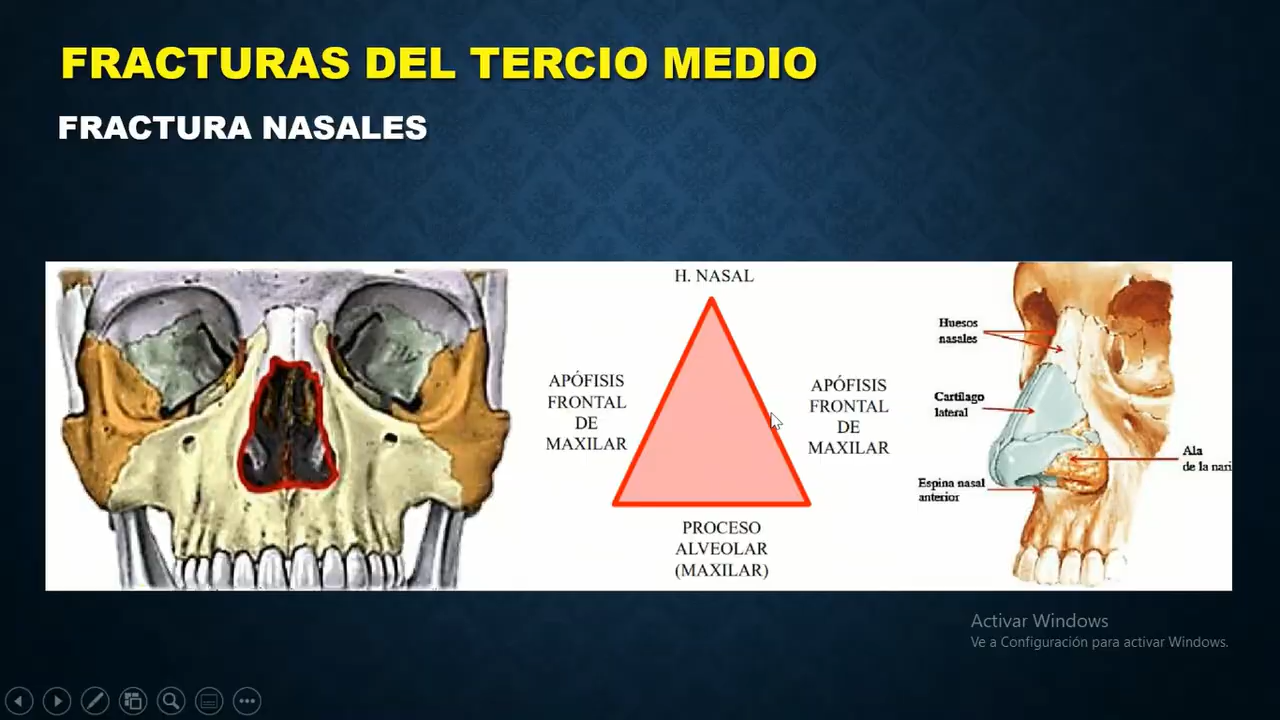 FRACTURAS DEL TERCIO MEDIO
FRACTURA NASALES
H. NASAL
APÓFISIS
FRONTAL
DE
MAXILAR
APÓFISIS
FRONTAL
DE
MAXILAR
PROCESO
ALVEOLAR
(MAXILAR)
Huesos
nasales
Cartílago
lateral
Espina nasal
anterior
Ala
de la nari
Activar Windows
Ve a Configuración para activar Windows.